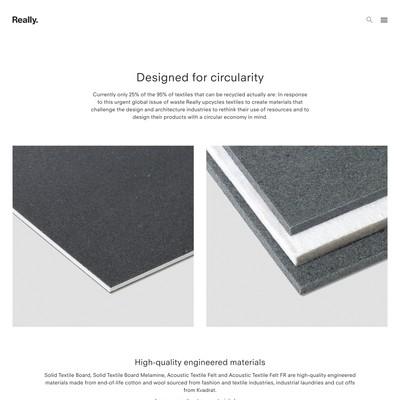 Really.
Designed for circularity
Currently only 25% of the 95% of textiles that can be recycled actually are. In response
to this urgent global issue of waste Really upcycles textiles to create materials that
challenge the design and architecture industries to rethink their use of resources and to
design their products with a circular economy in mind.
High-quality engineered materials
Solid Textile Board, Solid Textile Board Melamine, Acoustic Textile Felt and Acoustic Textile Felt FR are high-quality engineered
materials made from end-of-life cotton and wool sourced from fashion and textile industries, industrial laundries and cut offs
from Kvadrat.